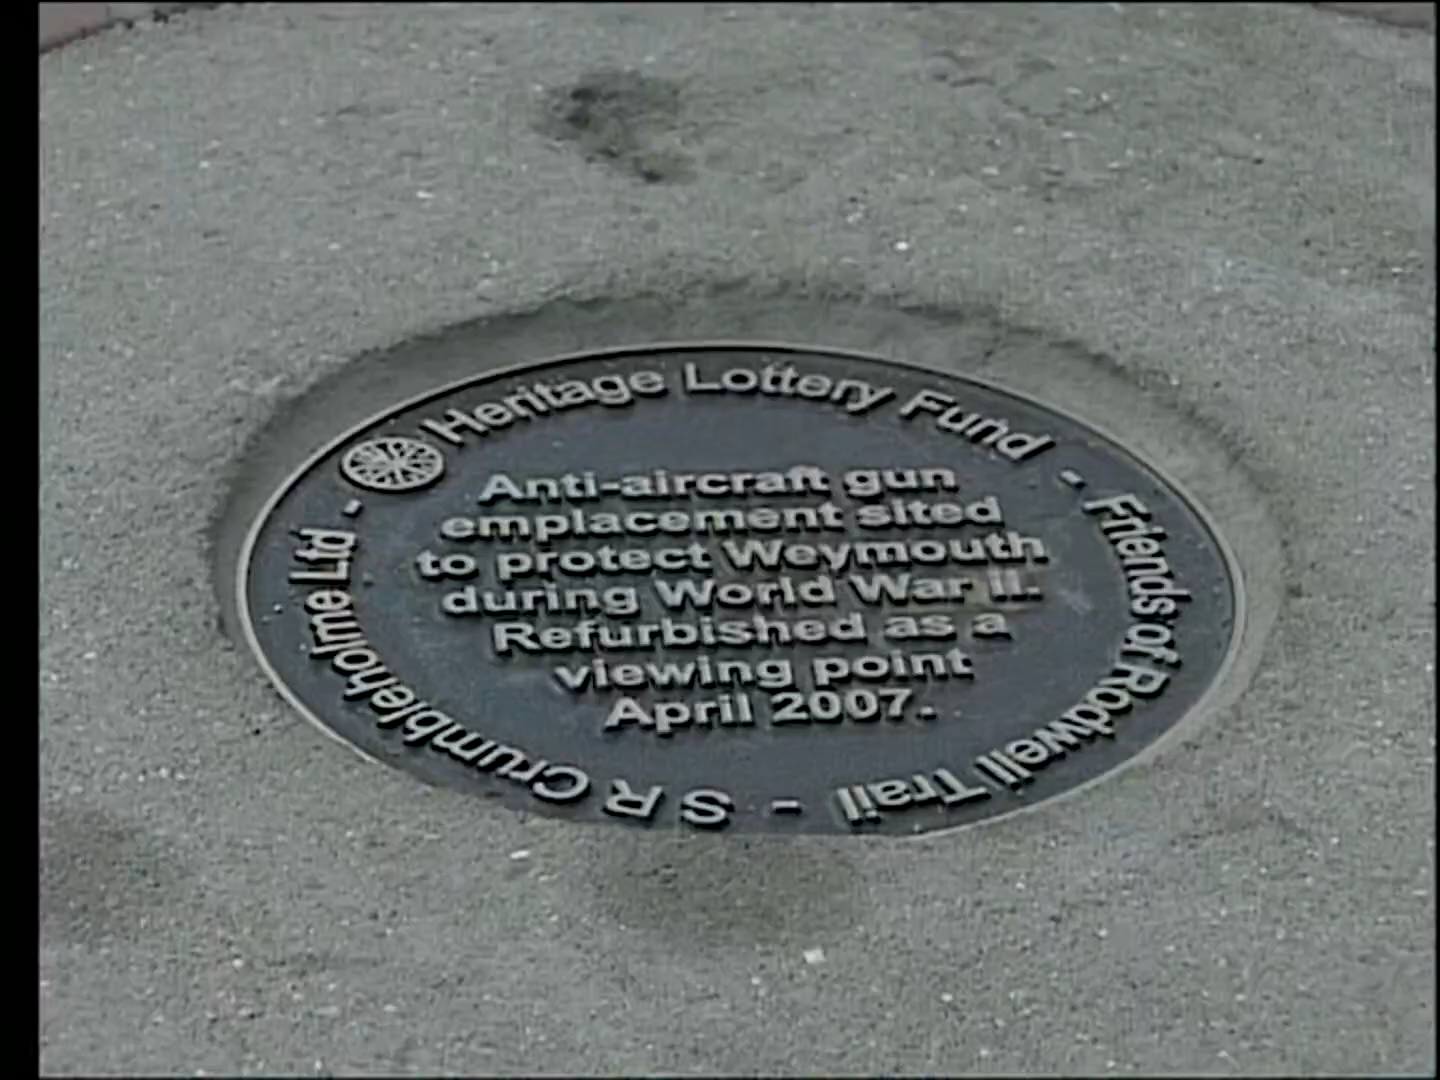 Heritage Lottery Fund - Friends of Rodwell Trail - S R Crumbleholme Ltd -
Anti-aircraft gun
emplacement sited
to protect Weymouth
during World War II.
Refurbished as a
viewing point
April 2007.